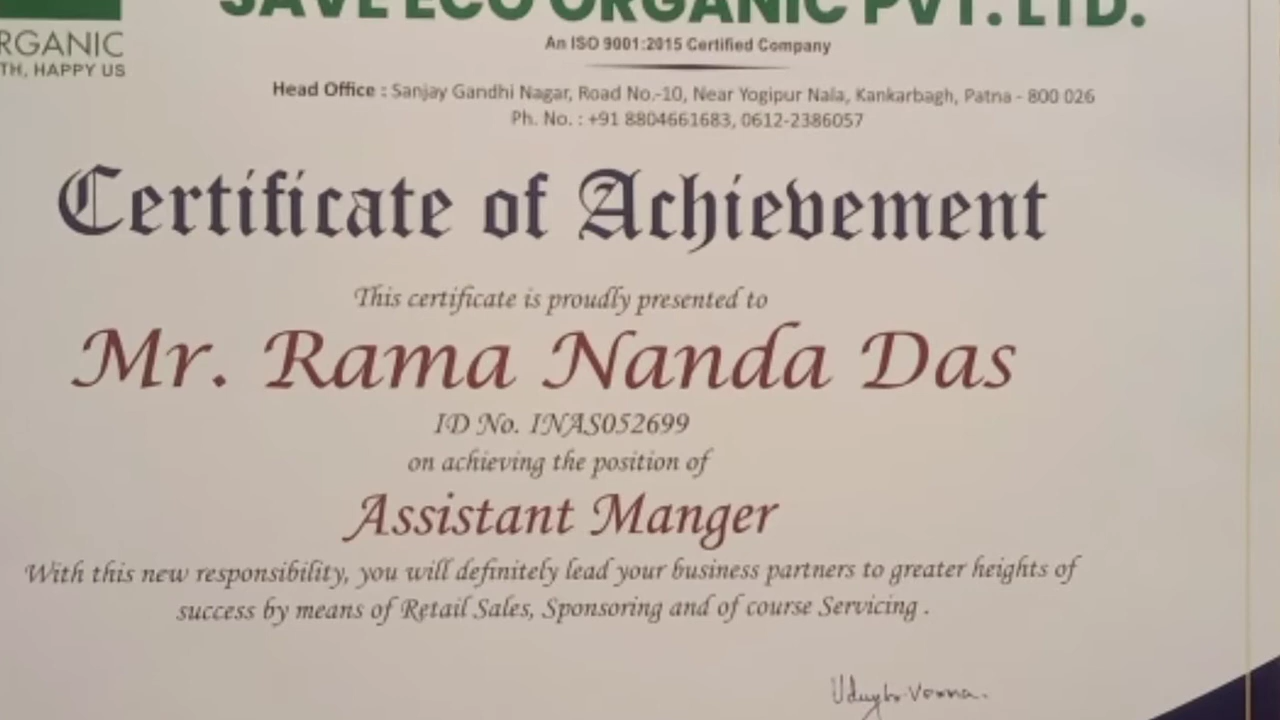 SAVE ECO ORGANIC PVT. LTD.
RGANIC
TH, HAPPY US
An ISO 9001:2015 Certified Company
Head Office : Sanjay Gandhi Nagar, Road No.-10, Near Yogipur Nala, Kankarbagh, Patna - 800 026
Ph. No. : +91 8804661683, 0612-2386057
Certificate of Achievement
This certificate is proudly presented to
Mr. Rama Nanda Das
ID No. INAS052699
on achieving the position of
Assistant Manger
With this new responsibility, you will definitely lead your business partners to greater heights of
success by means of Retail Sales, Sponsoring and of course Servicing .